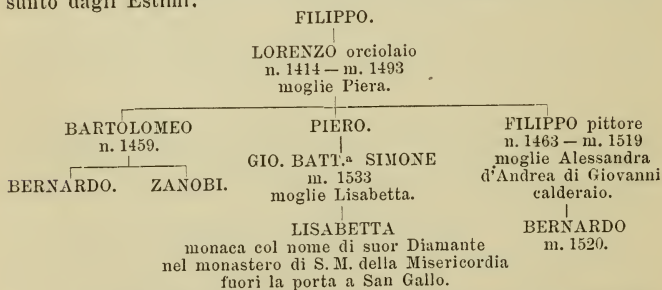 sunto dagli Estimi.
FILIPPO.
LORENZO orciolaio
n. 1414 — m. 1493
moglie Piera.
BARTOLOMEO
n. 1459.
BERNARDO. ZANOBI.
PIERO.
GIO. BATT.ª SIMONE
m. 1533
moglie Lisabetta.
LISABETTA
monaca col nome di suor Diamante
nel monastero di S. M. della Misericordia
fuori la porta a San Gallo.
FILIPPO pittore
n. 1463 — m. 1519
moglie Alessandra
d'Andrea di Giovanni
calderaio.
BERNARDO
m. 1520.